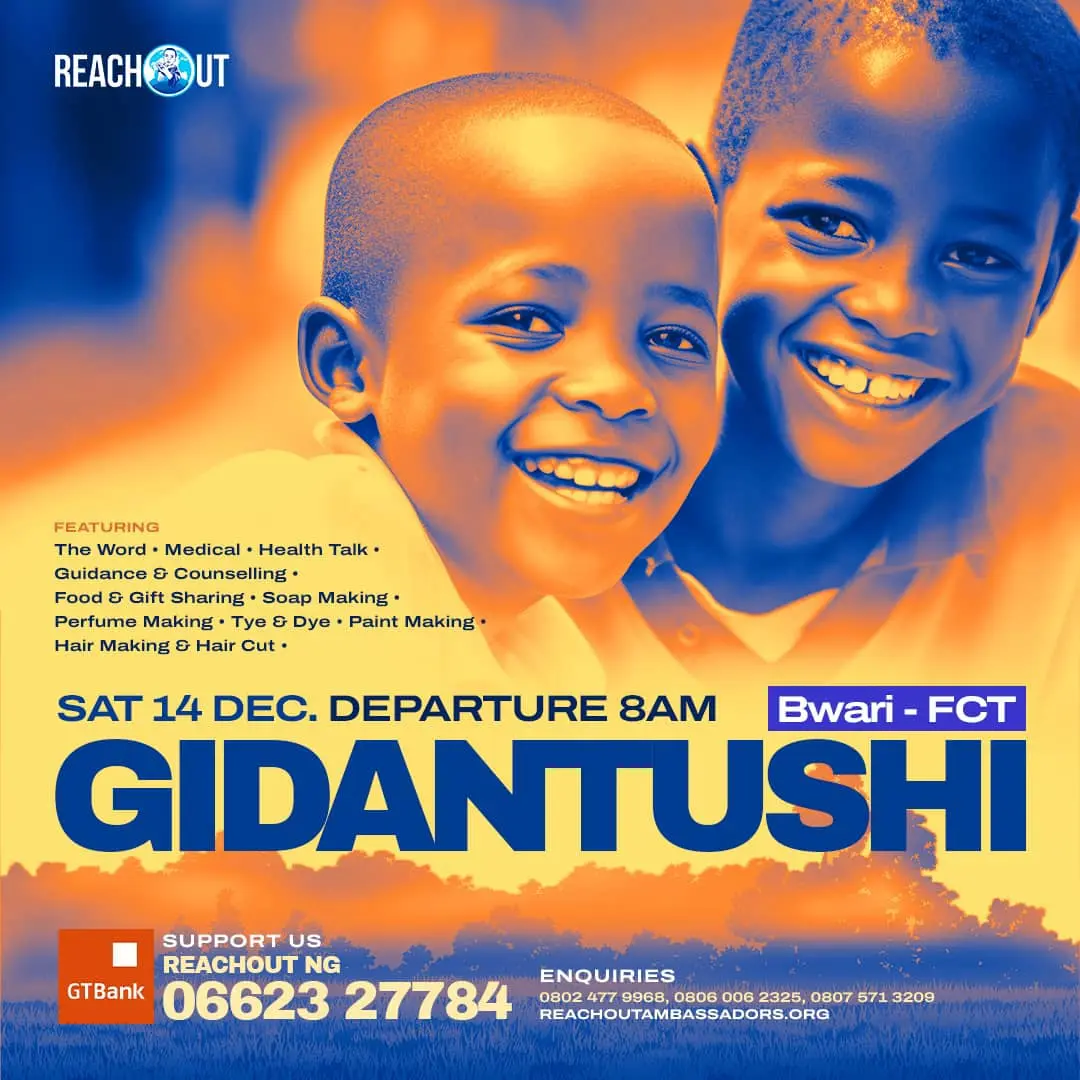 REACHOUT
FEATURING
The Word • Medical • Health Talk •
Guidance & Counselling •
Food & Gift Sharing • Soap Making •
Perfume Making • Tye & Dye • Paint Making •
Hair Making & Hair Cut •
SAT 14 DEC. DEPARTURE 8AM
Bwari - FCT
GIDANTUSHI
GTBank
SUPPORT US
REACHOUT NG
06623 27784
ENQUIRIES
0802 477 9968, 0806 006 2325, 0807 571 3209
REACHOUTAMBASSADORS.ORG